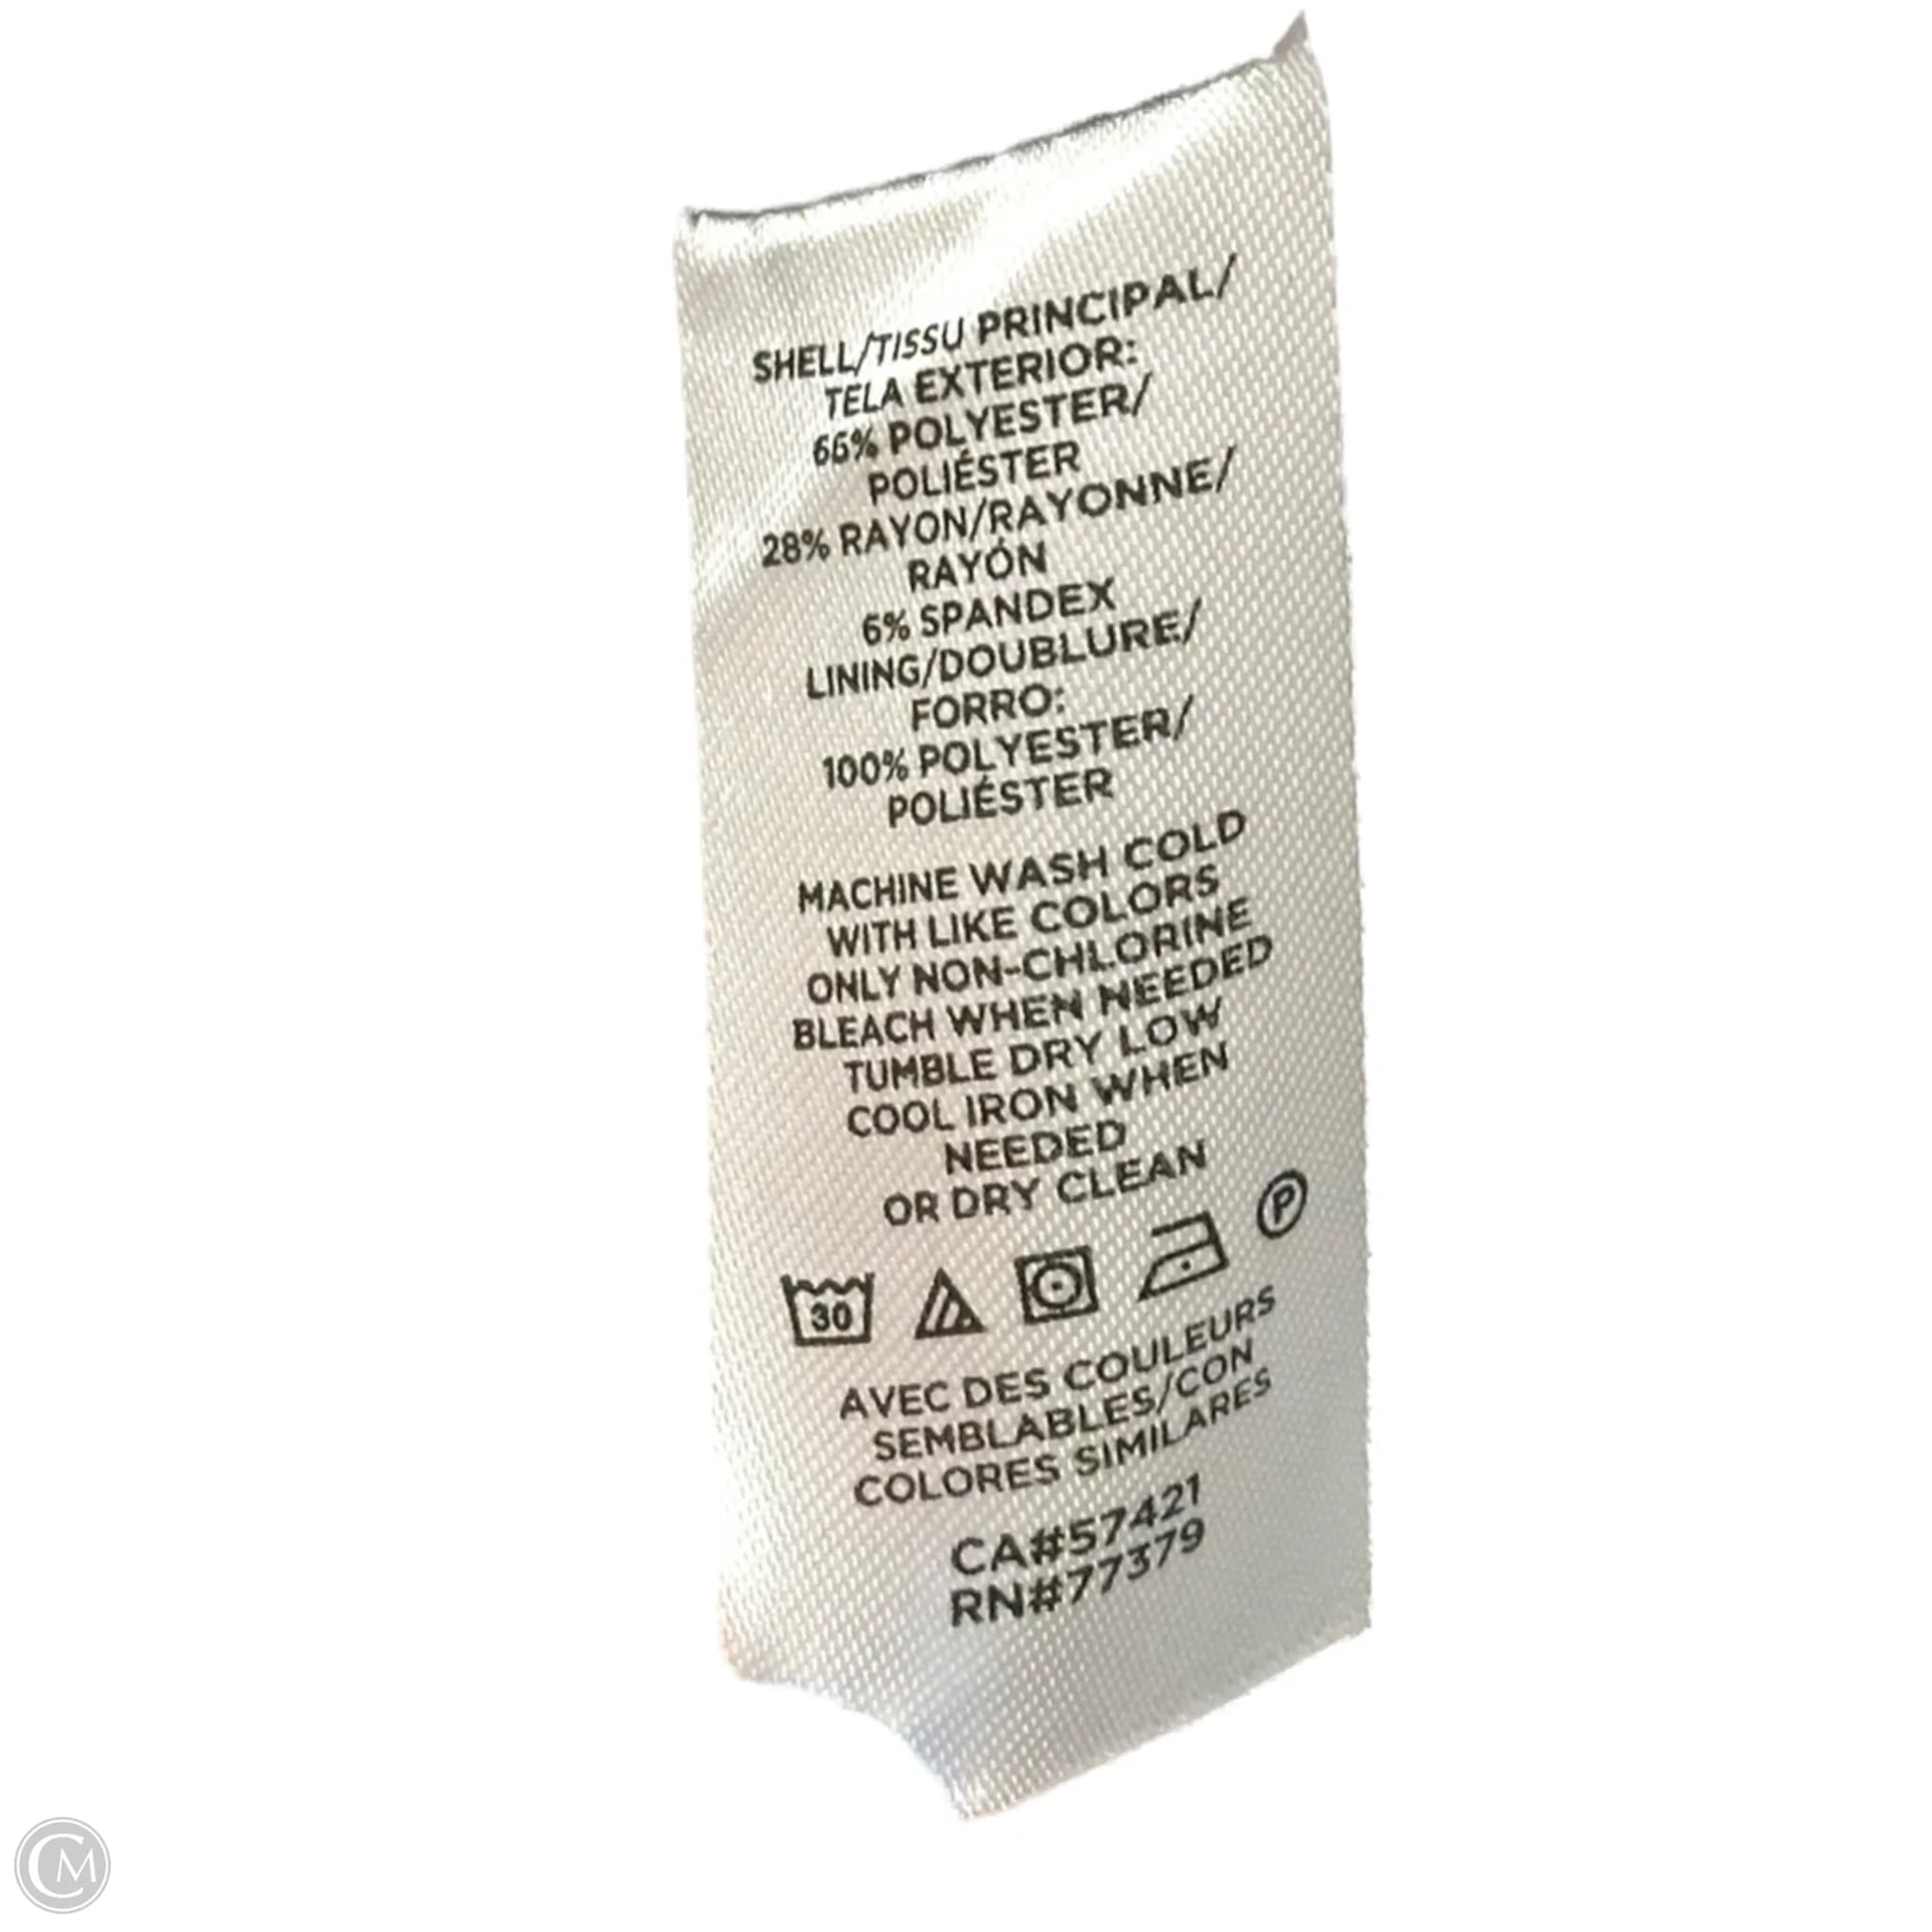 SHELL/TISSU PRINCIPAL/
TELA EXTERIOR:
66% POLYESTER/
POLIÉSTER
28% RAYON/RAYONNE/
RAYÓN
6% SPANDEX
LINING/DOUBLURE/
FORRO:
100% POLYESTER/
POLIÉSTER
MACHINE WASH COLD
WITH LIKE COLORS
ONLY NON-CHLORINE
BLEACH WHEN NEEDED
TUMBLE DRY LOW
COOL IRON WHEN
NEEDED
OR DRY CLEAN
30 P
AVEC DES COULEURS
SEMBLABLES/CON
COLORES SIMILARES
CA#57421
RN#77379
CM